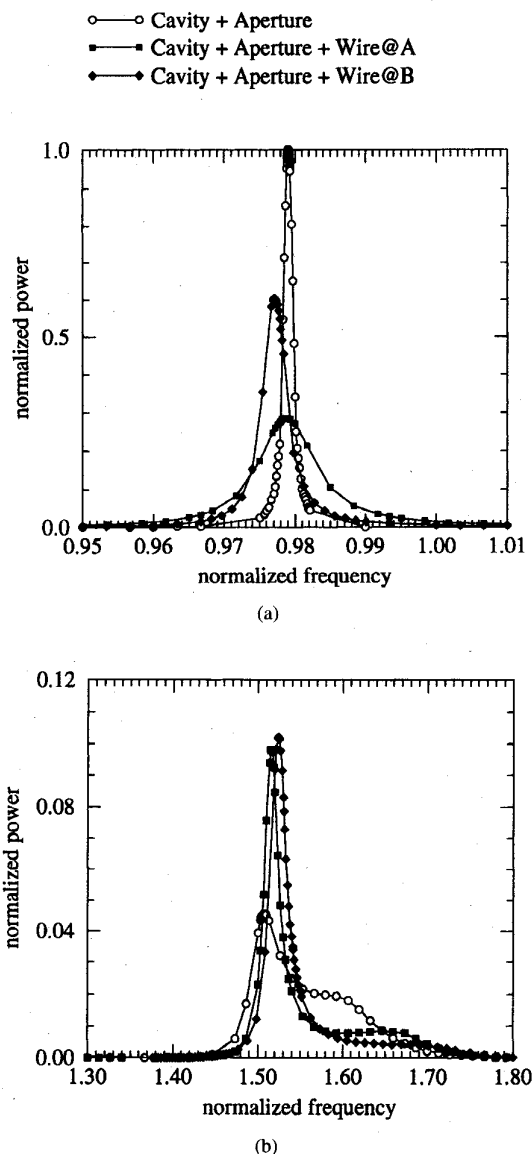 Cavity + Aperture
Cavity + Aperture + Wire@A
Cavity + Aperture + Wire@B
1.0
0.5
0.0
normalized power
0.95 0.96 0.97 0.98 0.99 1.00 1.01
normalized frequency
(a)
0.12
0.08
0.04
0.00
normalized power
1.30 1.40 1.50 1.60 1.70 1.80
normalized frequency
(b)